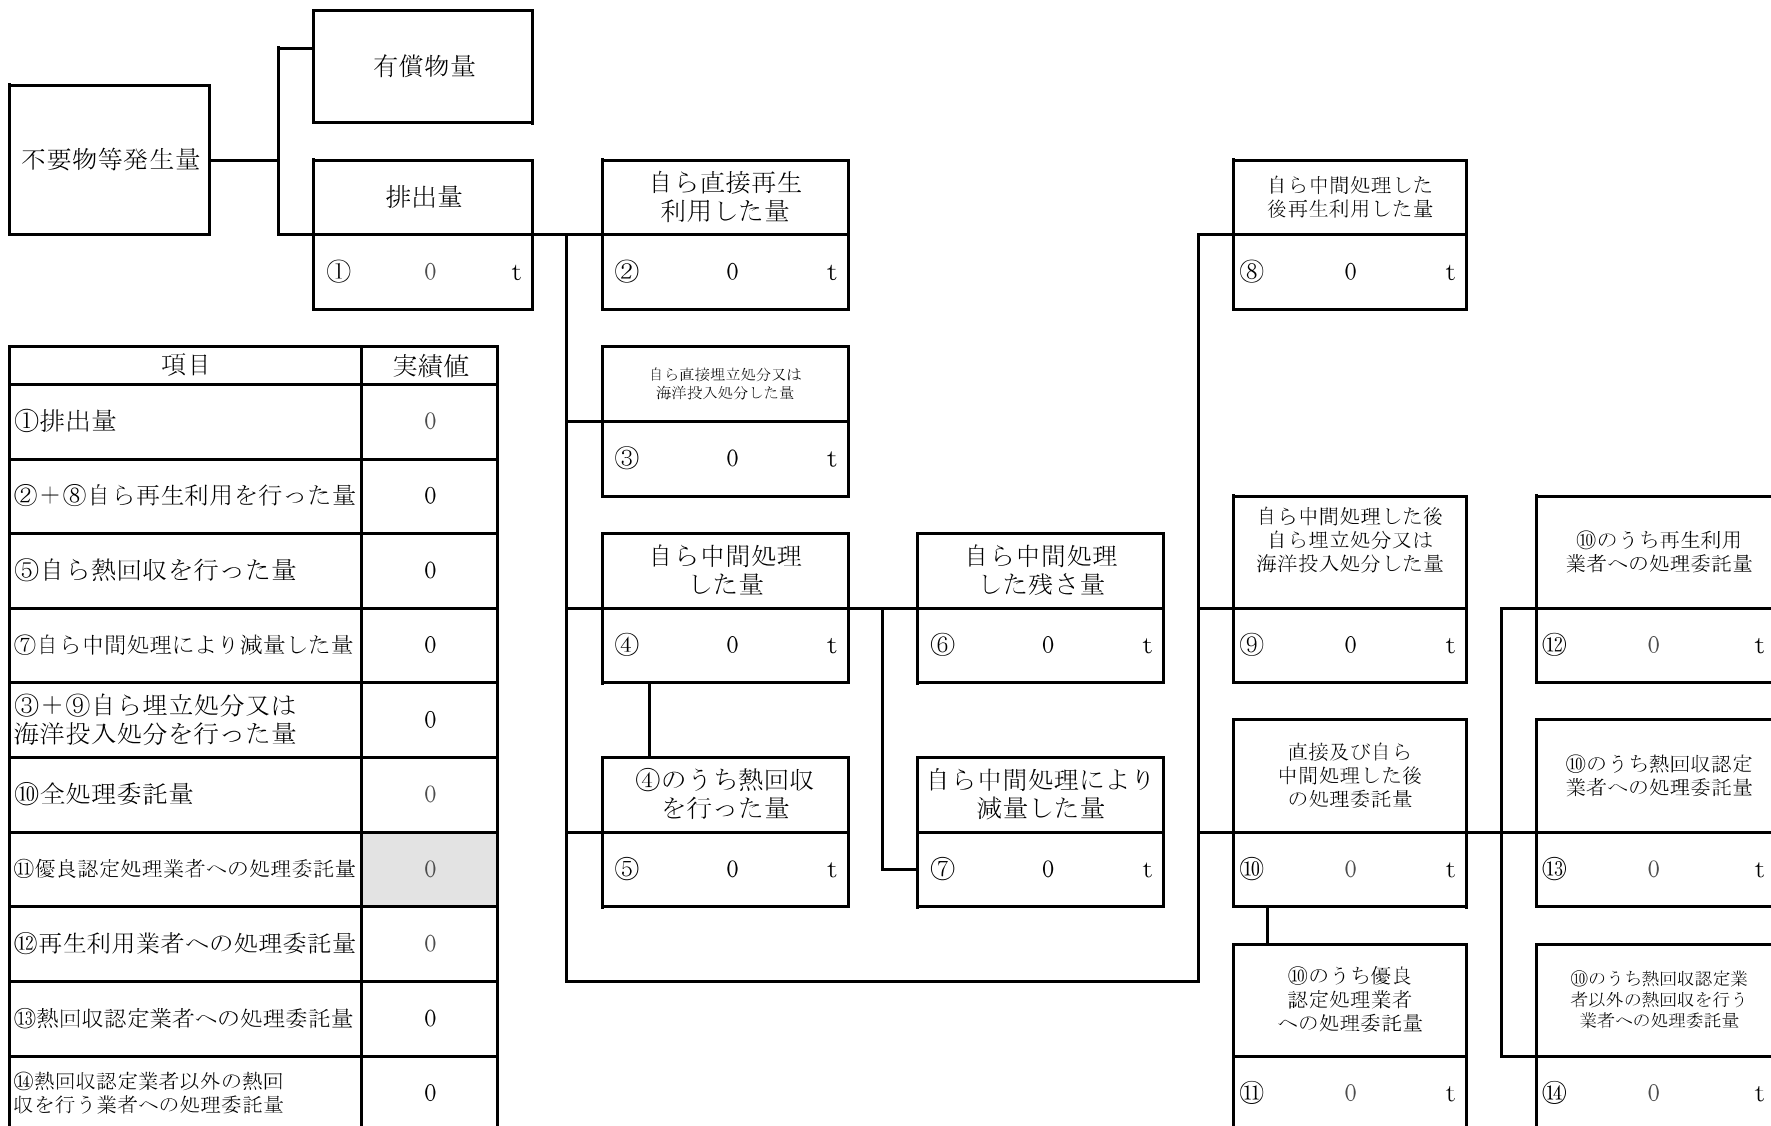 有償物量
不要物等発生量
排出量
① 0 t
自ら直接再生
利用した量
② 0 t
自ら中間処理した
後再生利用した量
⑧ 0 t
自ら直接埋立処分又は
海洋投入処分した量
③ 0 t
項目 実績値
①排出量 0
②＋⑧自ら再生利用を行った量 0
⑤自ら熱回収を行った量 0
⑦自ら中間処理により減量した量 0
③＋⑨自ら埋立処分又は
海洋投入処分を行った量 0
⑩全処理委託量 0
⑪優良認定処理業者への処理委託量 0
⑫再生利用業者への処理委託量 0
⑬熱回収認定業者への処理委託量 0
⑭熱回収認定業者以外の熱回
収を行う業者への処理委託量 0
自ら中間処理
した量
④ 0 t
自ら中間処理
した残さ量
⑥ 0 t
自ら中間処理した後
自ら埋立処分又は
海洋投入処分した量
⑨ 0 t
⑩のうち再生利用
業者への処理委託量
⑫ 0 t
④のうち熱回収
を行った量
⑤ 0 t
自ら中間処理により
減量した量
⑦ 0 t
直接及び自ら
中間処理した後
の処理委託量
⑩ 0 t
⑩のうち熱回収認定
業者への処理委託量
⑬ 0 t
⑩のうち優良
認定処理業者
への処理委託量
⑪ 0 t
⑩のうち熱回収認定業
者以外の熱回収を行う
業者への処理委託量
⑭ 0 t